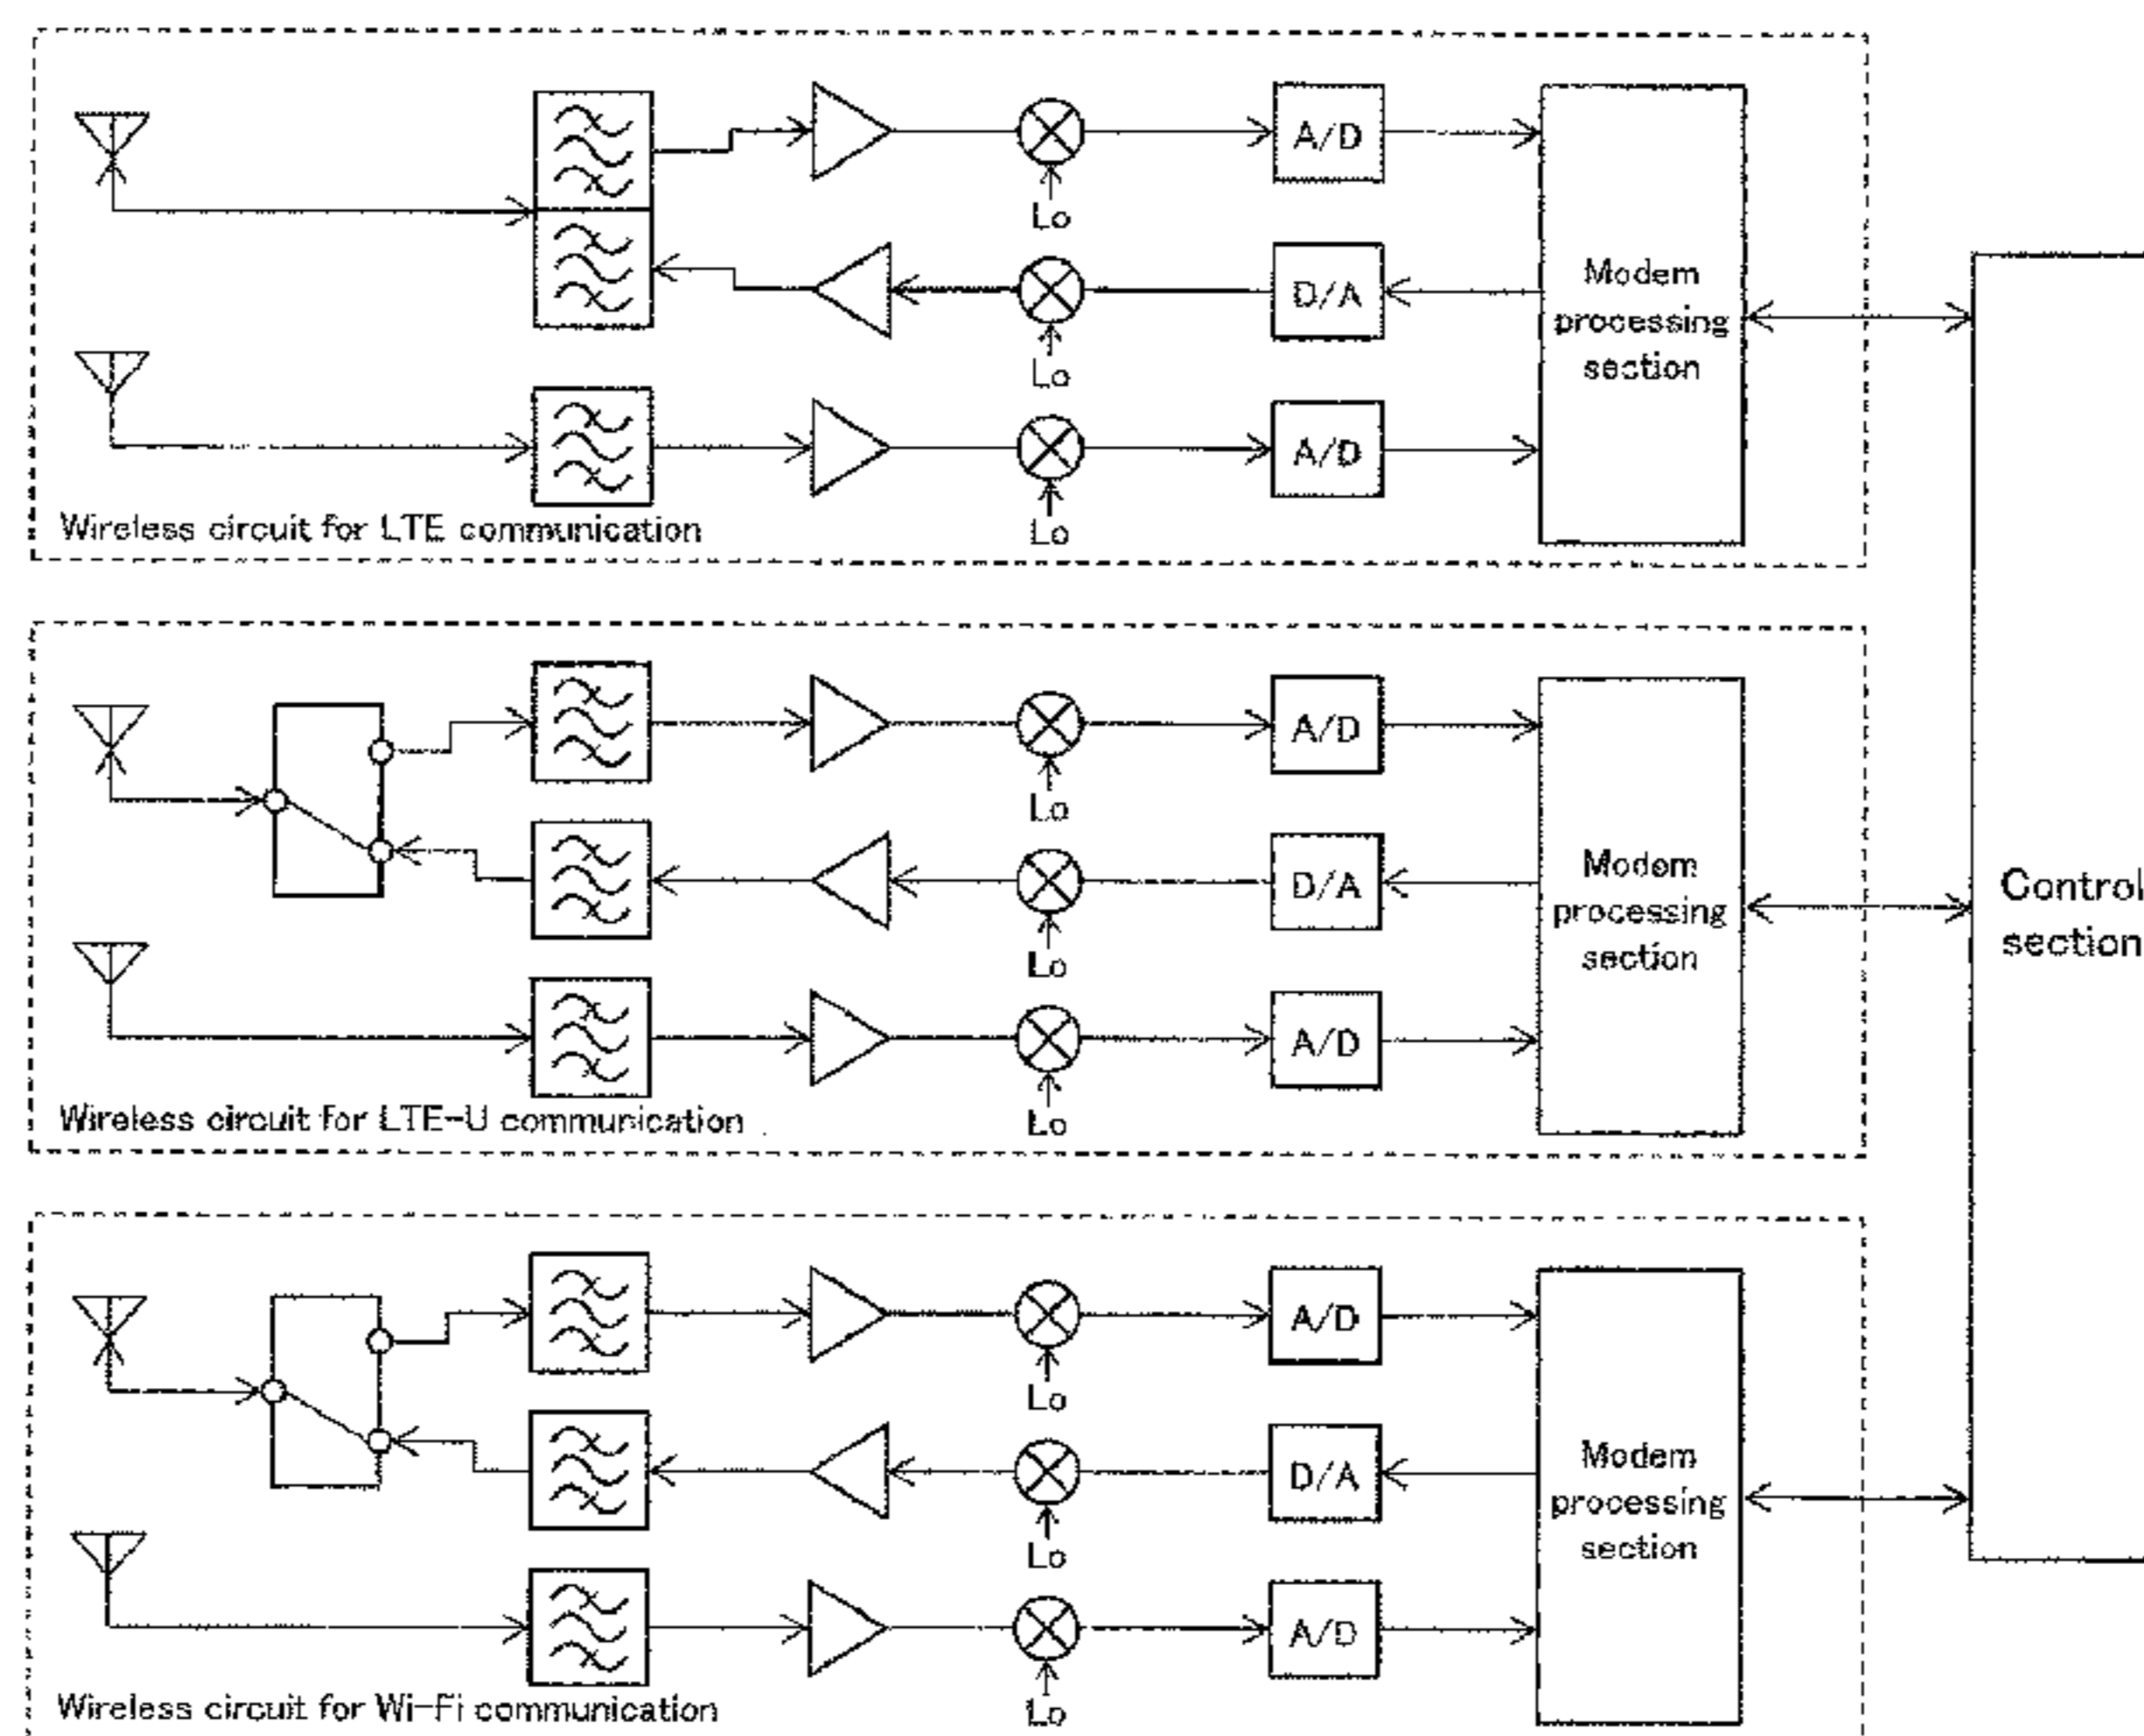 A/D
Lo
D/A
Modem
processing
section
Lo
A/D
Lo
Wireless circuit for LTE communication
A/D
Lo
D/A
Modem
processing
section
Lo
A/D
Lo
Wireless circuit for LTE-U communication
Control
section
A/D
Lo
D/A
Modem
processing
section
Lo
A/D
Lo
Wireless circuit for Wi-Fi communication